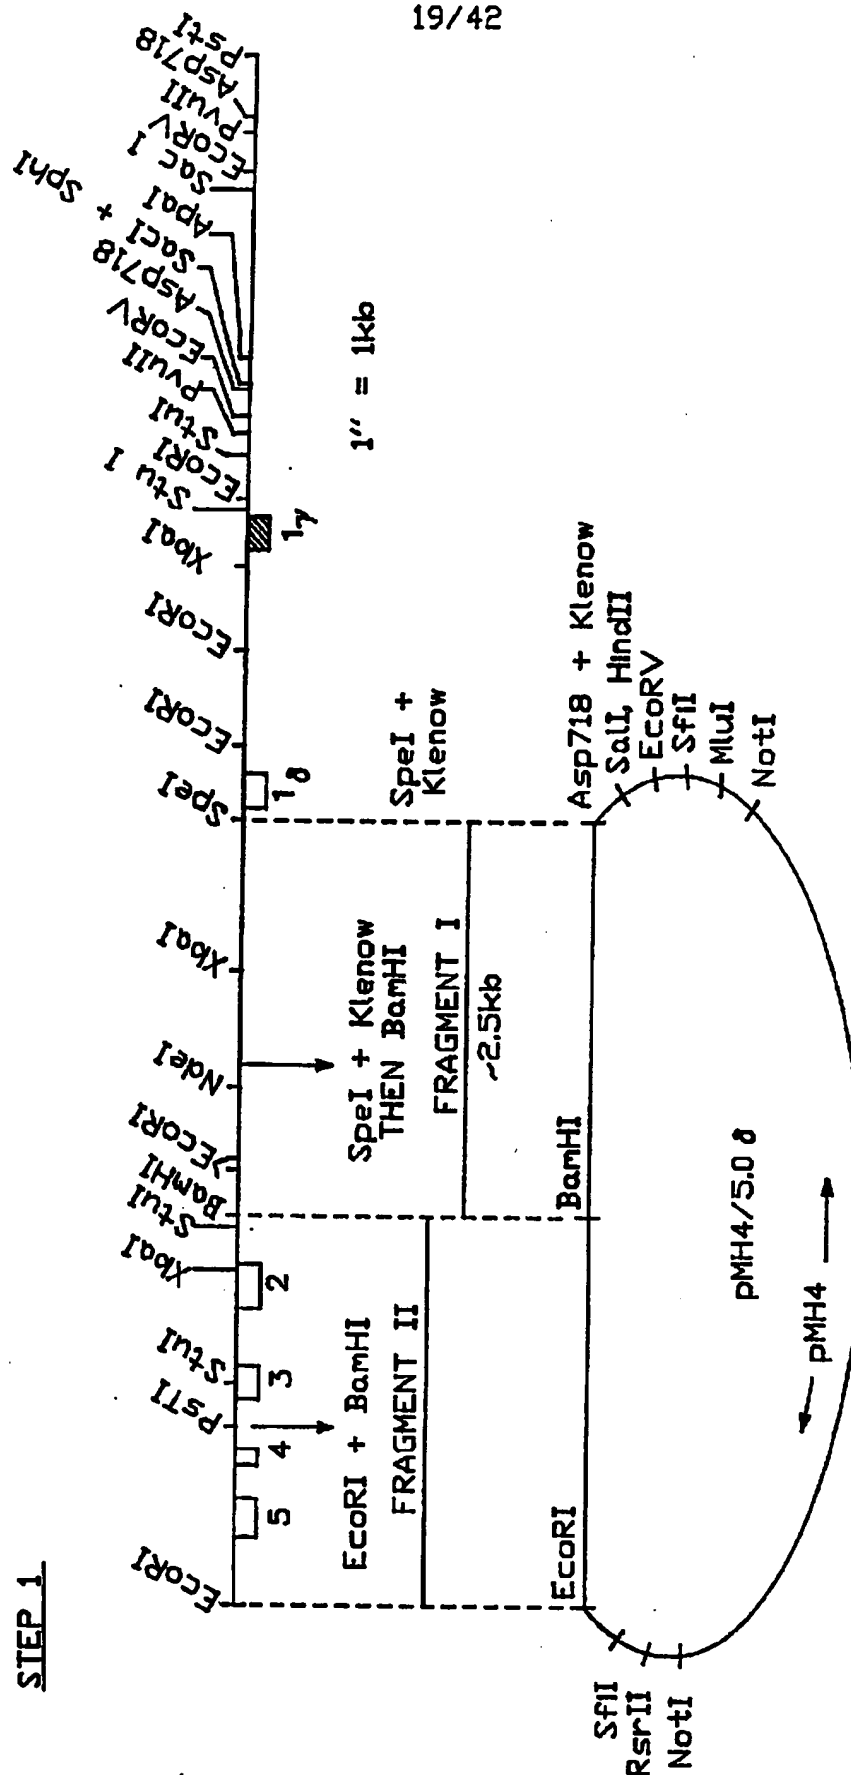 19/42
STEP 1
EcoRI
PstI
StuI
XbaI
StuI
BamHI
>EcoRI
NdeI
XbaI
SpeI
EcoRI
EcoRI
XbaI
Stu I
EcoRI
StuI
PvuII
EcoRV
Asp718
SacI + SphI
ApaI
Sac I
EcoRV
PvuII
Asp718
PstI
5
4
3
2
1∂
1γ
EcoRI + BamHI
SpeI + Klenow
THEN BamHI
SpeI +
Klenow
1″ = 1kb
FRAGMENT II
FRAGMENT I
~2.5kb
EcoRI
BamHI
Asp718 + Klenow
SalI, HindII
EcoRV
SfiI
MluI
NotI
SfiI
RsrII
NotI
pMH4/5.0 ∂
pMH4